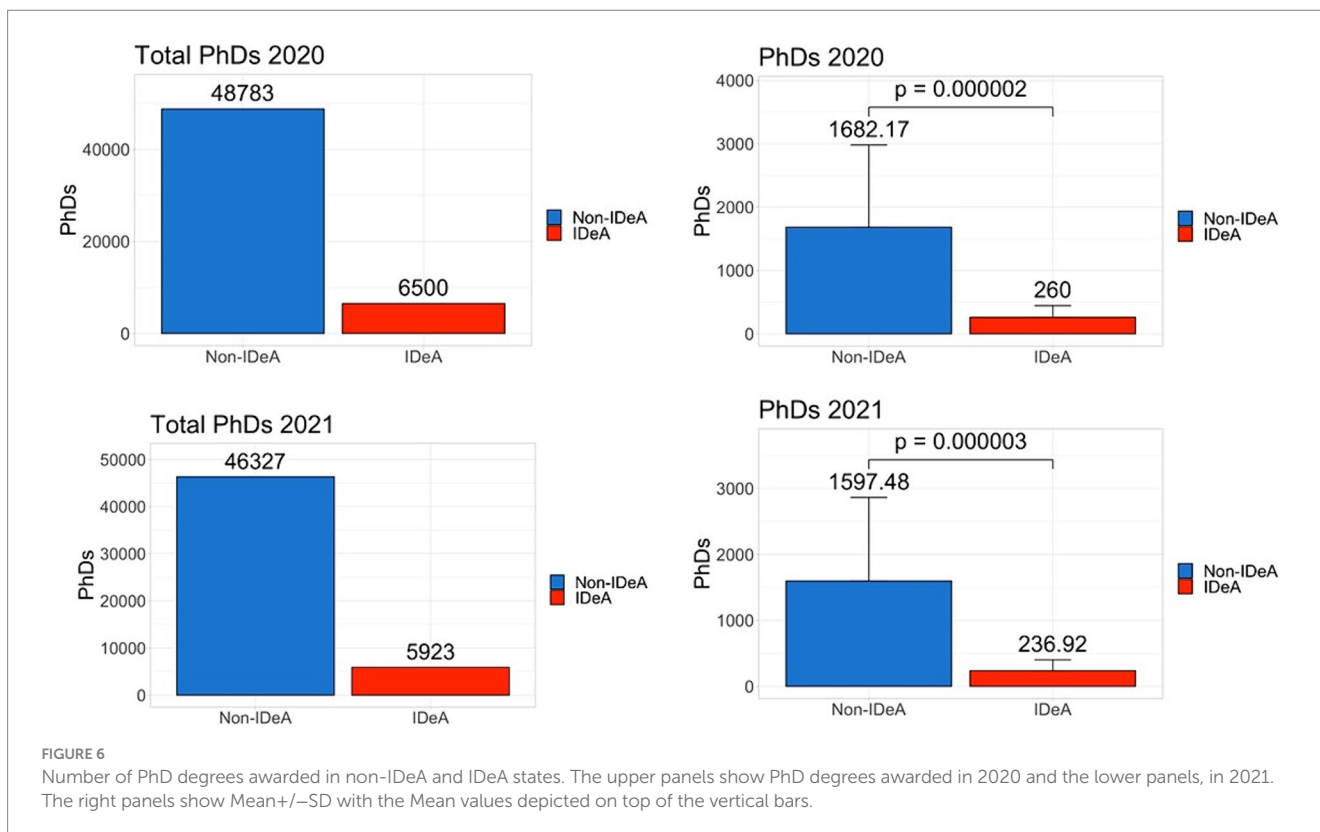 Total PhDs 2020
48783
40000
20000
0
PhDs
6500
Non-IDeA
IDeA
Non-IDeA
IDeA
PhDs 2020
4000
3000
2000
1000
0
PhDs
p = 0.000002
1682.17
260
Non-IDeA
IDeA
Non-IDeA
IDeA
Total PhDs 2021
50000
40000
30000
20000
10000
0
PhDs
46327
5923
Non-IDeA
IDeA
Non-IDeA
IDeA
PhDs 2021
3000
2000
1000
0
PhDs
p = 0.000003
1597.48
236.92
Non-IDeA
IDeA
Non-IDeA
IDeA
FIGURE 6
Number of PhD degrees awarded in non-IDeA and IDeA states. The upper panels show PhD degrees awarded in 2020 and the lower panels, in 2021.
The right panels show Mean+/−SD with the Mean values depicted on top of the vertical bars.